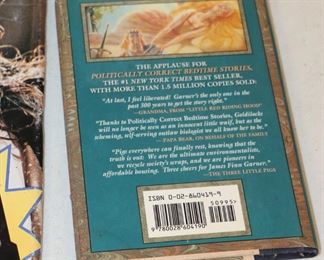 THE APPLAUSE FOR
POLITICALLY CORRECT BEDTIME STORIES,
THE #1 NEW YORK TIMES BEST SELLER,
WITH MORE THAN 1.5 MILLION COPIES SOLD:
"At last, I feel liberated! Garner's the only one in the
past 300 years to get the story right."
—GRANDMA, FROM "LITTLE RED RIDING HOOD"
"Thanks to Politically Correct Bedtime Stories, Goldilocks
will no longer be seen as an innocent little waif, but as the
scheming, self-serving outlaw biologist we all know her to be."
—PAPA BEAR, ON BEHALF OF THE FAMILY
"Pigs everywhere can finally rest, knowing that the
truth is out: We are the ultimate environmentalists,
we recycle society's scraps, and we are pioneers in
affordable housing. Three cheers for James Finn Garner."
—THE THREE LITTLE PIGS
ISBN 0-02-860419-9
50995>
9 780028 604190